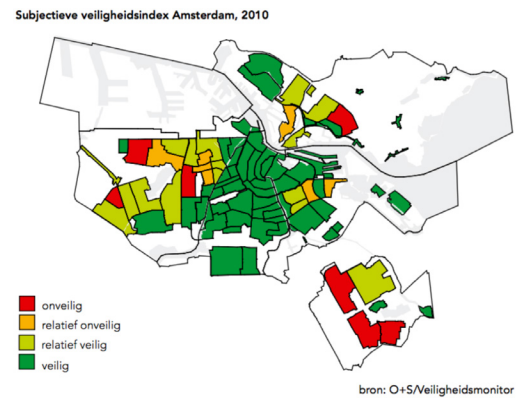 Subjectieve veiligheidsindex Amsterdam, 2010
onveilig
relatief onveilig
relatief veilig
veilig
bron: O+S/Veiligheidsmonitor